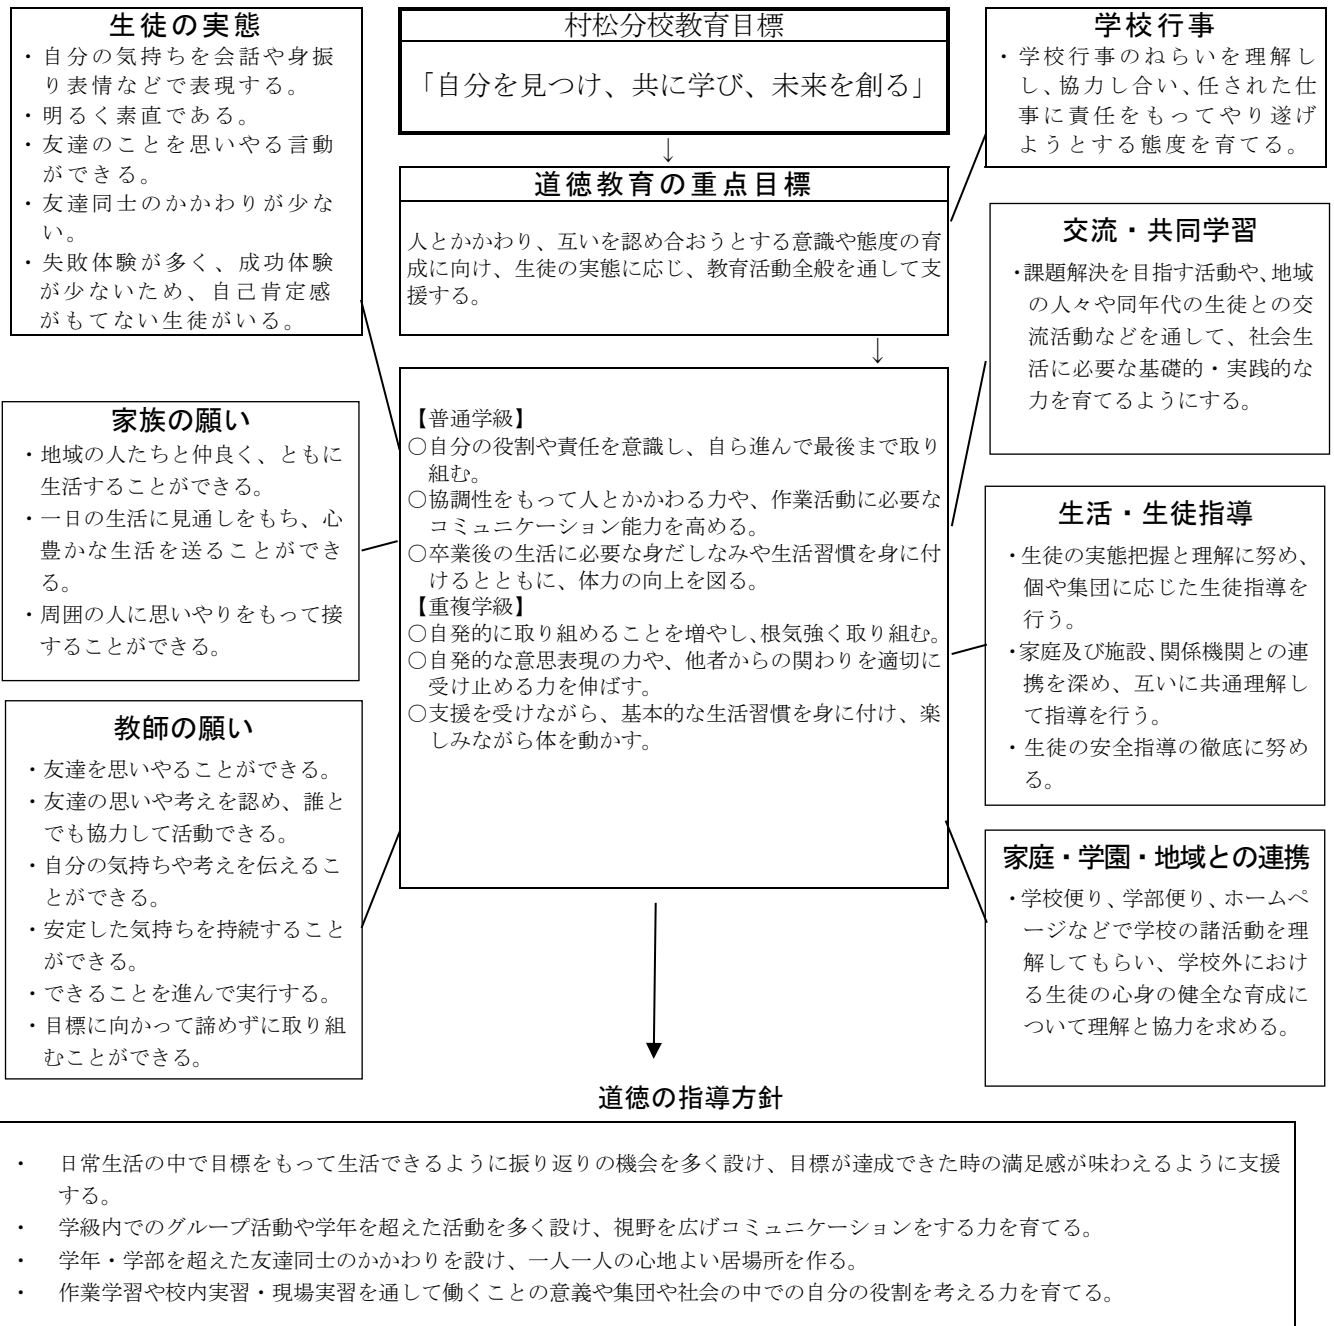 生徒の実態
・自分の気持ちを会話や身振
り表情などで表現する。
・明るく素直である。
・友達のことを思いやる言動
ができる。
・友達同士のかかわりが少な
い。
・失敗体験が多く、成功体験
が少ないため、自己肯定感
がもてない生徒がいる。
家族の願い
・地域の人たちと仲良く、ともに
生活することができる。
・一日の生活に見通しをもち、心
豊かな生活を送ることができ
る。
・周囲の人に思いやりをもって接
することができる。
教師の願い
・友達を思いやることができる。
・友達の思いや考えを認め、誰と
でも協力して活動できる。
・自分の気持ちや考えを伝えるこ
とができる。
・安定した気持ちを持続すること
ができる。
・できることを進んで実行する。
・目標に向かって諦めずに取り組
むことができる。
村松分校教育目標
「自分を見つけ、共に学び、未来を創る」
↓
道徳教育の重点目標
人とかかわり、互いを認め合おうとする意識や態度の育
成に向け、生徒の実態に応じ、教育活動全般を通して支
援する。
↓
【普通学級】
○自分の役割や責任を意識し、自ら進んで最後まで取り
組む。
○協調性をもって人とかかわる力や、作業活動に必要な
コミュニケーション能力を高める。
○卒業後の生活に必要な身だしなみや生活習慣を身に付
けるとともに、体力の向上を図る。
【重複学級】
○自発的に取り組めることを増やし、根気強く取り組む。
○自発的な意思表現の力や、他者からの関わりを適切に
受け止める力を伸ばす。
○支援を受けながら、基本的な生活習慣を身に付け、楽
しみながら体を動かす。
学校行事
・学校行事のねらいを理解し
し、協力し合い、任された仕
事に責任をもってやり遂げ
ようとする態度を育てる。
交流・共同学習
・課題解決を目指す活動や、地域
の人々や同年代の生徒との交
流活動などを通して、社会生
活に必要な基礎的・実践的な
力を育てるようにする。
生活・生徒指導
・生徒の実態把握と理解に努め、
個や集団に応じた生徒指導を
行う。
・家庭及び施設、関係機関との連
携を深め、互いに共通理解し
て指導を行う。
・生徒の安全指導の徹底に努め
る。
家庭・学園・地域との連携
・学校便り、学部便り、ホームペ
ージなどで学校の諸活動を理
解してもらい、学校外におけ
る生徒の心身の健全な育成に
ついて理解と協力を求める。
道徳の指導方針
・ 日常生活の中で目標をもって生活できるように振り返りの機会を多く設け、目標が達成できた時の満足感が味わえるように支援
する。
・ 学級内でのグループ活動や学年を超えた活動を多く設け、視野を広げコミュニケーションをする力を育てる。
・ 学年・学部を超えた友達同士のかかわりを設け、一人一人の心地よい居場所を作る。
・ 作業学習や校内実習・現場実習を通して働くことの意義や集団や社会の中での自分の役割を考える力を育てる。